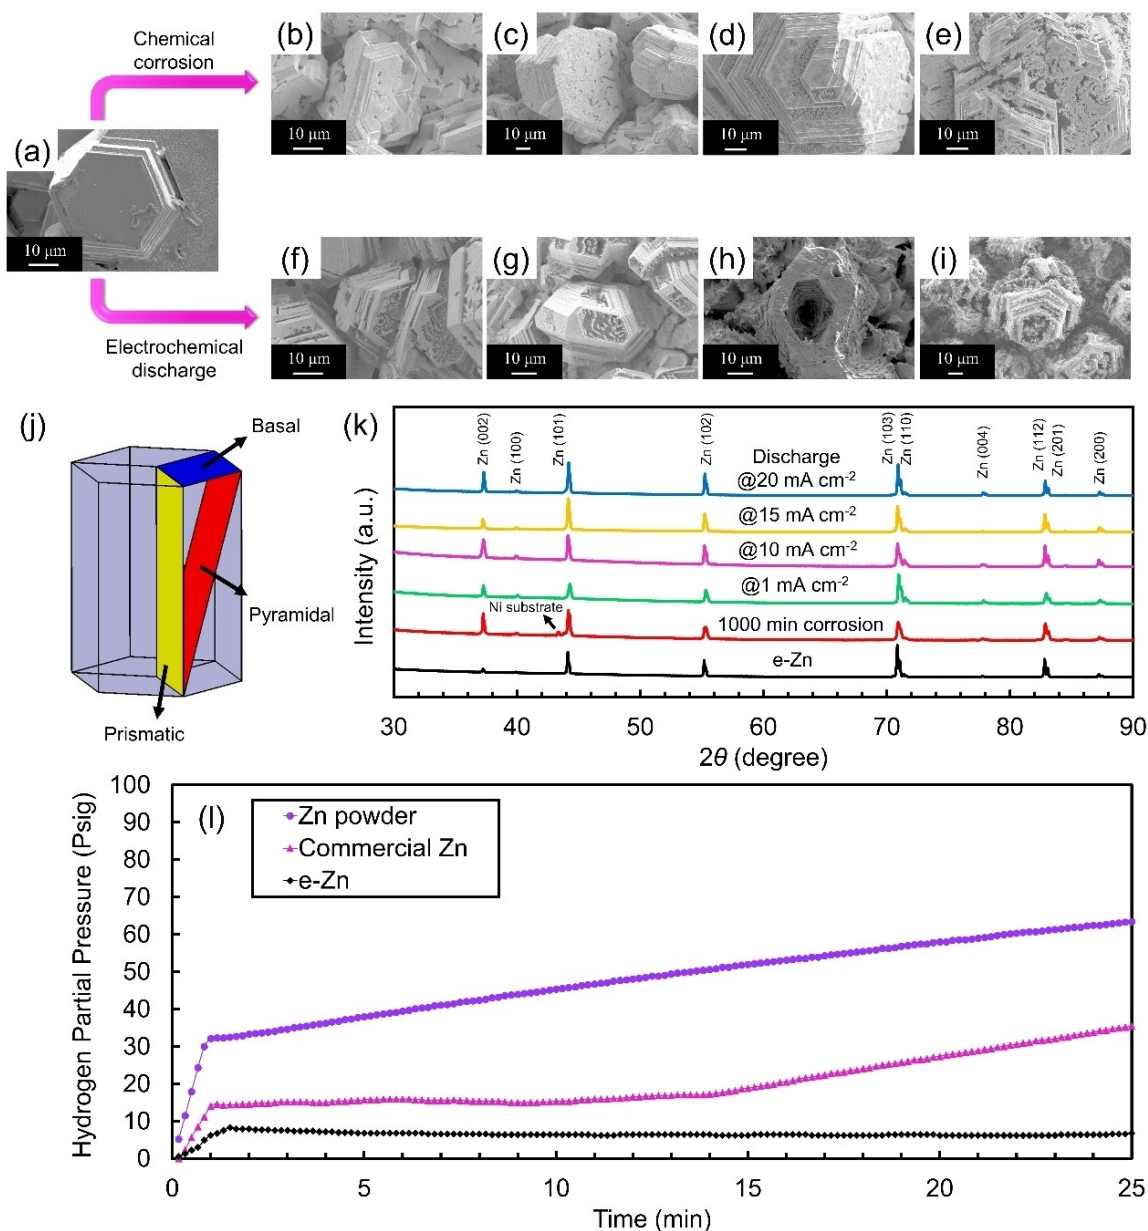 Chemical
corrosion
(a)
10 µm
Electrochemical
discharge
(b)
10 µm
(c)
10 µm
(d)
10 µm
(e)
10 µm
(f)
10 µm
(g)
10 µm
(h)
10 µm
(i)
10 µm
(j)
Basal
Pyramidal
Prismatic
(k)
Zn (002)
Zn (100)
Zn (101)
Zn (102)
Zn (103)
Zn (110)
Zn (004)
Zn (112)
Zn (201)
Zn (200)
Discharge
@20 mA cm⁻²
@15 mA cm⁻²
@10 mA cm⁻²
@1 mA cm⁻²
Ni substrate
1000 min corrosion
e-Zn
Intensity (a.u.)
30 40 50 60 70 80 90
2θ (degree)
(l)
Zn powder
Commercial Zn
e-Zn
Hydrogen Partial Pressure (Psig)
100
90
80
70
60
50
40
30
20
10
0
0 5 10 15 20 25
Time (min)